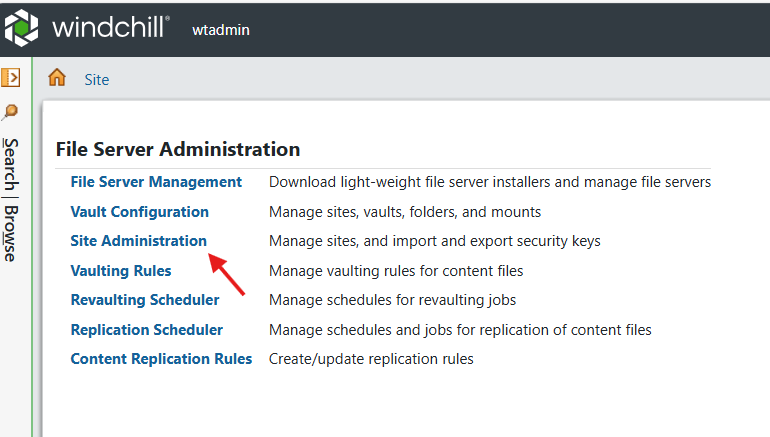 windchill® wtadmin
Site
Search | Browse
File Server Administration
File Server Management Download light-weight file server installers and manage file servers
Vault Configuration Manage sites, vaults, folders, and mounts
Site Administration Manage sites, and import and export security keys
Vaulting Rules Manage vaulting rules for content files
Revaulting Scheduler Manage schedules for revaulting jobs
Replication Scheduler Manage schedules and jobs for replication of content files
Content Replication Rules Create/update replication rules